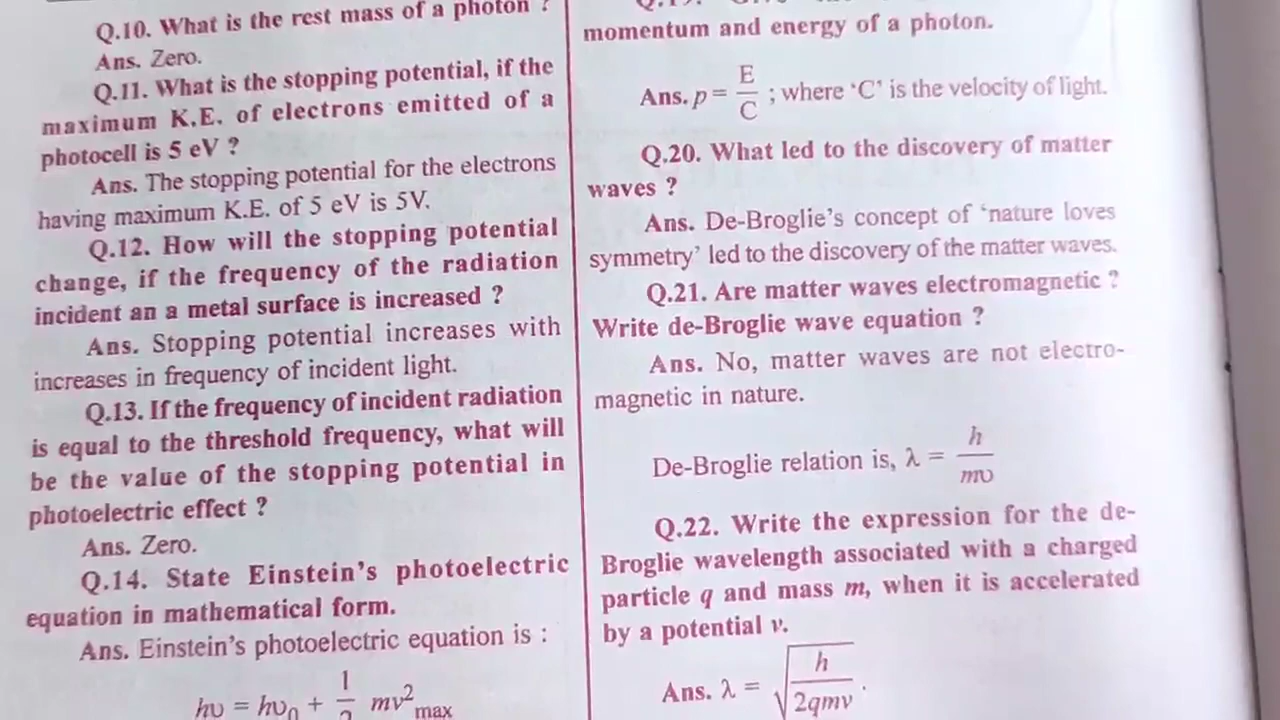 Q.10. What is the rest mass of a photon ?
Ans. Zero.
Q.11. What is the stopping potential, if the
maximum K.E. of electrons emitted of a
photocell is 5 eV ?
Ans. The stopping potential for the electrons
having maximum K.E. of 5 eV is 5V.
Q.12. How will the stopping potential
change, if the frequency of the radiation
incident an a metal surface is increased ?
Ans. Stopping potential increases with
increases in frequency of incident light.
Q.13. If the frequency of incident radiation
is equal to the threshold frequency, what will
be the value of the stopping potential in
photoelectric effect ?
Ans. Zero.
Q.14. State Einstein's photoelectric
equation in mathematical form.
Ans. Einstein's photoelectric equation is :
hυ = hυ₀ + 1/2 mv²max
momentum and energy of a photon.
Ans. p = E/C ; where 'C' is the velocity of light.
Q.20. What led to the discovery of matter
waves ?
Ans. De-Broglie's concept of 'nature loves
symmetry' led to the discovery of the matter waves.
Q.21. Are matter waves electromagnetic ?
Write de-Broglie wave equation ?
Ans. No, matter waves are not electro-
magnetic in nature.
De-Broglie relation is, λ = h/mυ
Q.22. Write the expression for the de-
Broglie wavelength associated with a charged
particle q and mass m, when it is accelerated
by a potential v.
Ans. λ = √(h/2qmv) .